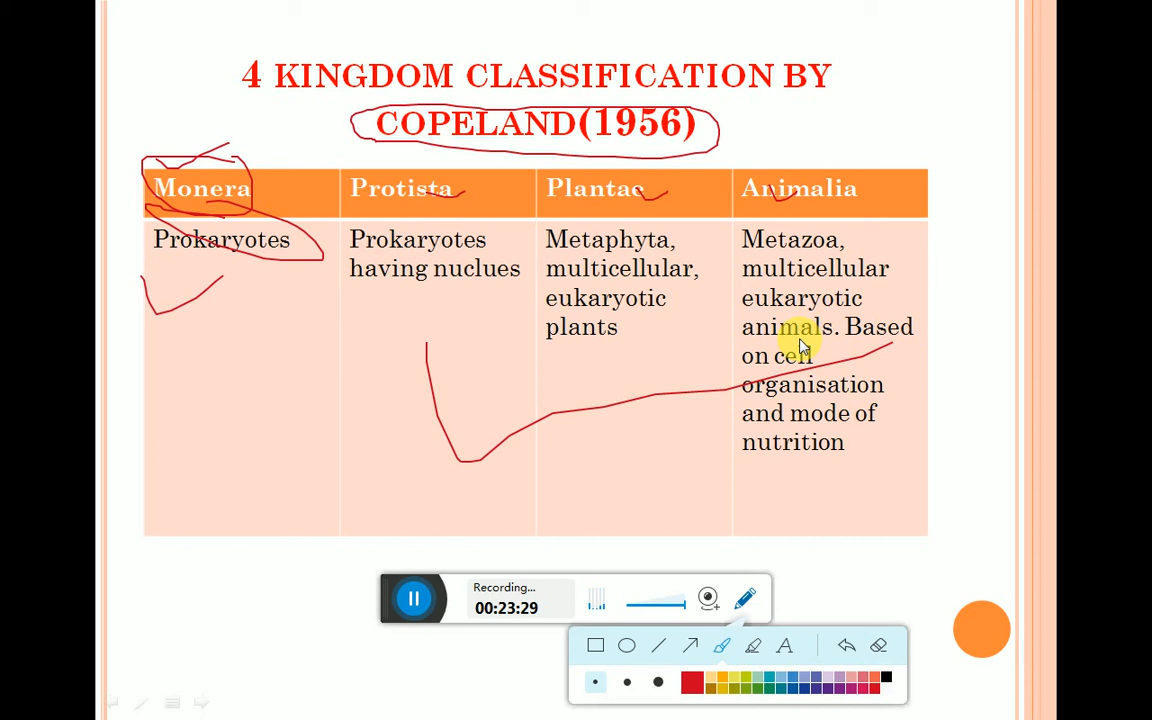 4 KINGDOM CLASSIFICATION BY
COPELAND(1956)
Monera
Protista
Plantae
Animalia
Prokaryotes
Prokaryotes
having nuclues
Metaphyta,
multicellular,
eukaryotic
plants
Metazoa,
multicellular
eukaryotic
animals. Based
on cell
organisation
and mode of
nutrition
Recording...
00:23:29
A